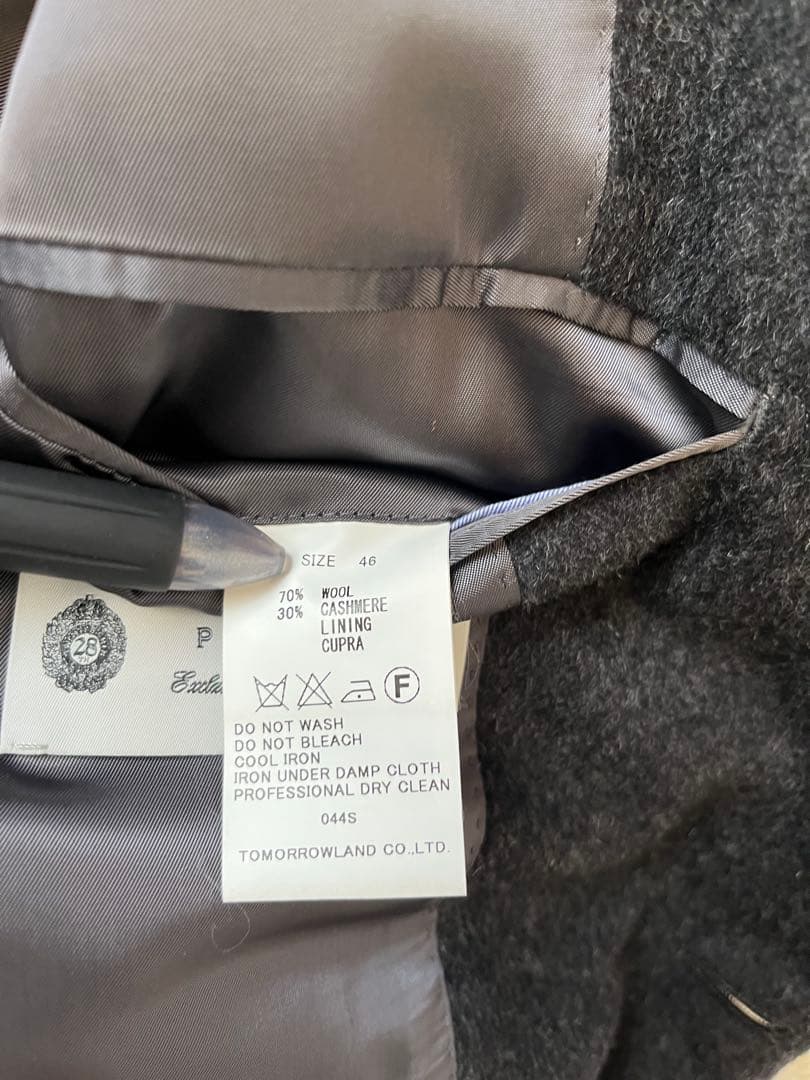 SIZE 46
70% WOOL
30% CASHMERE
LINING
CUPRA
F
DO NOT WASH
DO NOT BLEACH
COOL IRON
IRON UNDER DAMP CLOTH
PROFESSIONAL DRY CLEAN
044S
TOMORROWLAND CO.,LTD.
28
P